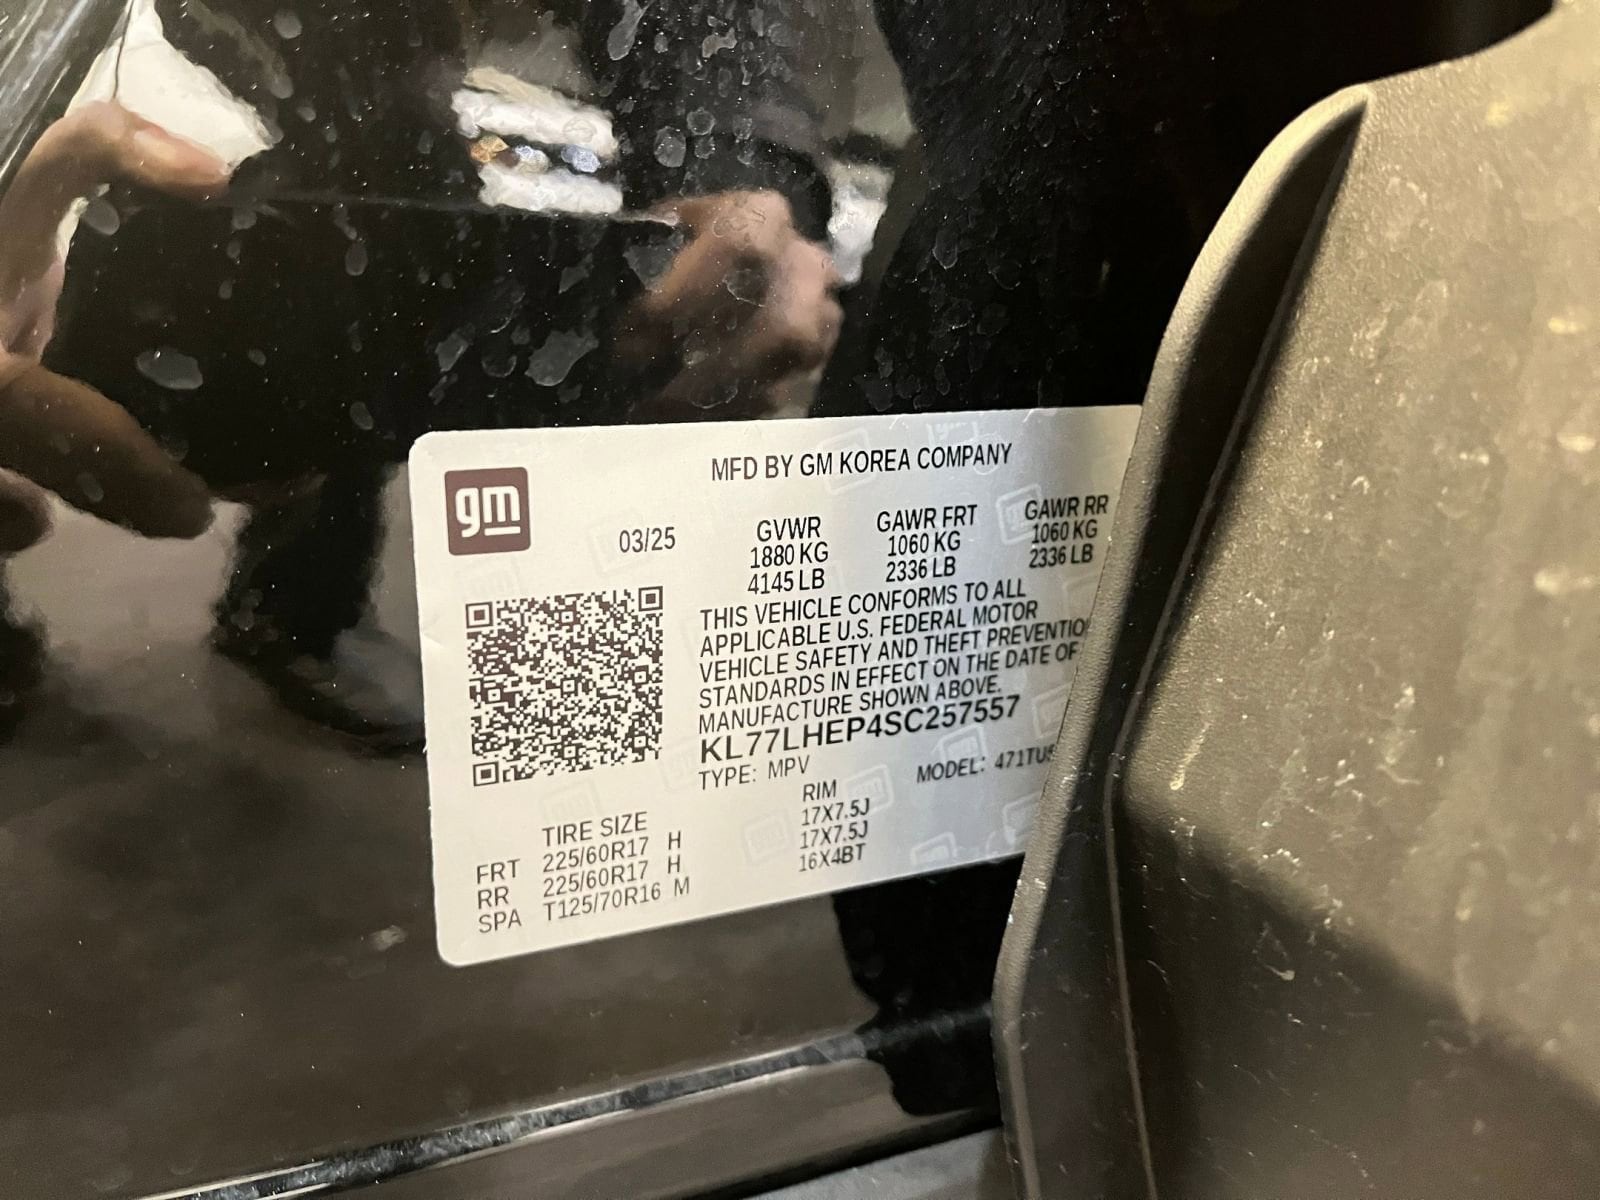 gm
MFD BY GM KOREA COMPANY
03/25
GVWR GAWR FRT GAWR RR
1880 KG 1060 KG 1060 KG
4145 LB 2336 LB 2336 LB
THIS VEHICLE CONFORMS TO ALL
APPLICABLE U.S. FEDERAL MOTOR
VEHICLE SAFETY AND THEFT PREVENTIO
STANDARDS IN EFFECT ON THE DATE OF
MANUFACTURE SHOWN ABOVE.
KL77LHEP4SC257557
TYPE: MPV MODEL: 471TUS
TIRE SIZE RIM
FRT 225/60R17 H 17X7.5J
RR 225/60R17 H 17X7.5J
SPA T125/70R16 M 16X4BT